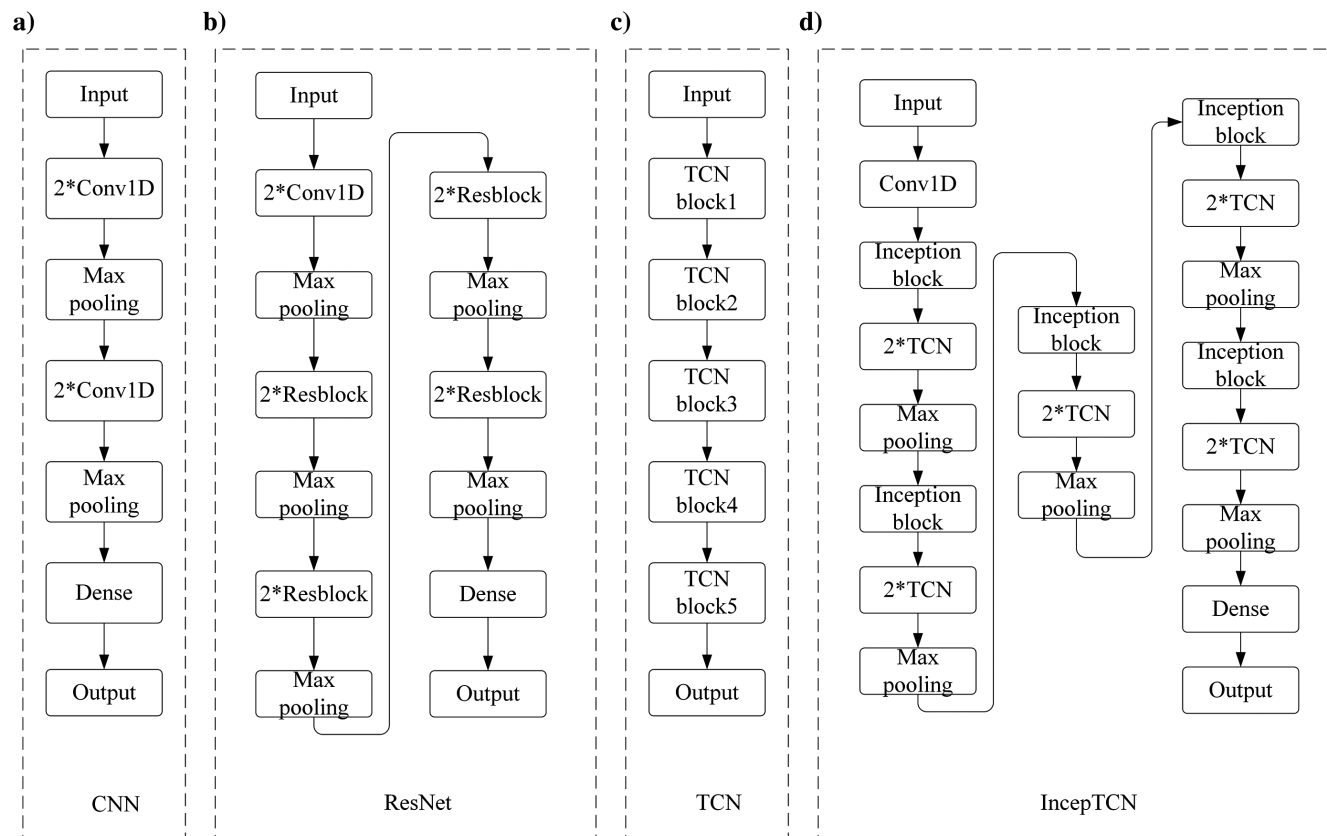 a)
Input
2*Conv1D
Max
pooling
2*Conv1D
Max
pooling
Dense
Output
CNN
b)
Input
2*Conv1D
Max
pooling
2*Resblock
Max
pooling
2*Resblock
Max
pooling
2*Resblock
Max
pooling
2*Resblock
Max
pooling
Dense
Output
ResNet
c)
Input
TCN
block1
TCN
block2
TCN
block3
TCN
block4
TCN
block5
Output
TCN
d)
Input
Conv1D
Inception
block
2*TCN
Max
pooling
Inception
block
2*TCN
Max
pooling
Inception
block
2*TCN
Max
pooling
Inception
block
2*TCN
Max
pooling
Inception
block
2*TCN
Max
pooling
Dense
Output
IncepTCN